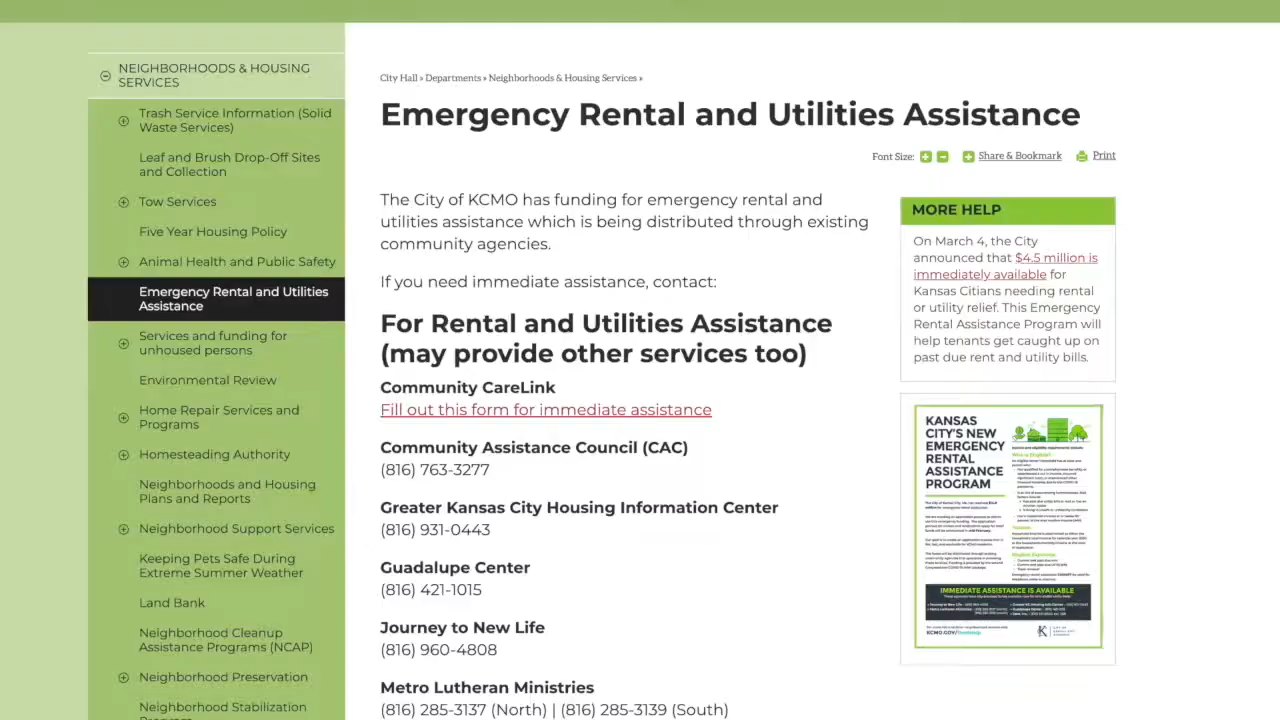 NEIGHBORHOODS & HOUSING
SERVICES
Trash Service Information (Solid
Waste Services)
Leaf and Brush Drop-Off Sites
and Collection
Tow Services
Five Year Housing Policy
Animal Health and Public Safety
Emergency Rental and Utilities
Assistance
Services and funding for
unhoused persons
Environmental Review
Home Repair Services and
Programs
Homesteading Authority
Neighborhoods and Housing
Plans and Reports
Neighborhood Support Services
Keeping Pets Safe During
Extreme Summer Weather
Land Bank
Neighborhood Cleanup
Assistance Programs (NCAP)
Neighborhood Preservation
Neighborhood Stabilization
City Hall » Departments » Neighborhoods & Housing Services »
Emergency Rental and Utilities Assistance
Font Size: + - + Share & Bookmark Print
The City of KCMO has funding for emergency rental and
utilities assistance which is being distributed through existing
community agencies.
If you need immediate assistance, contact:
For Rental and Utilities Assistance
(may provide other services too)
Community CareLink
Fill out this form for immediate assistance
Community Assistance Council (CAC)
(816) 763-3277
Greater Kansas City Housing Information Center
(816) 931-0443
Guadalupe Center
(816) 421-1015
Journey to New Life
(816) 960-4808
Metro Lutheran Ministries
(816) 285-3137 (North) | (816) 285-3139 (South)
MORE HELP
On March 4, the City
announced that $4.5 million is
immediately available for
Kansas Citians needing rental
or utility relief. This Emergency
Rental Assistance Program will
help tenants get caught up on
past due rent and utility bills.
KANSAS
CITY'S NEW
EMERGENCY
RENTAL
ASSISTANCE
PROGRAM
Who is Eligible?
IMMEDIATE ASSISTANCE IS AVAILABLE